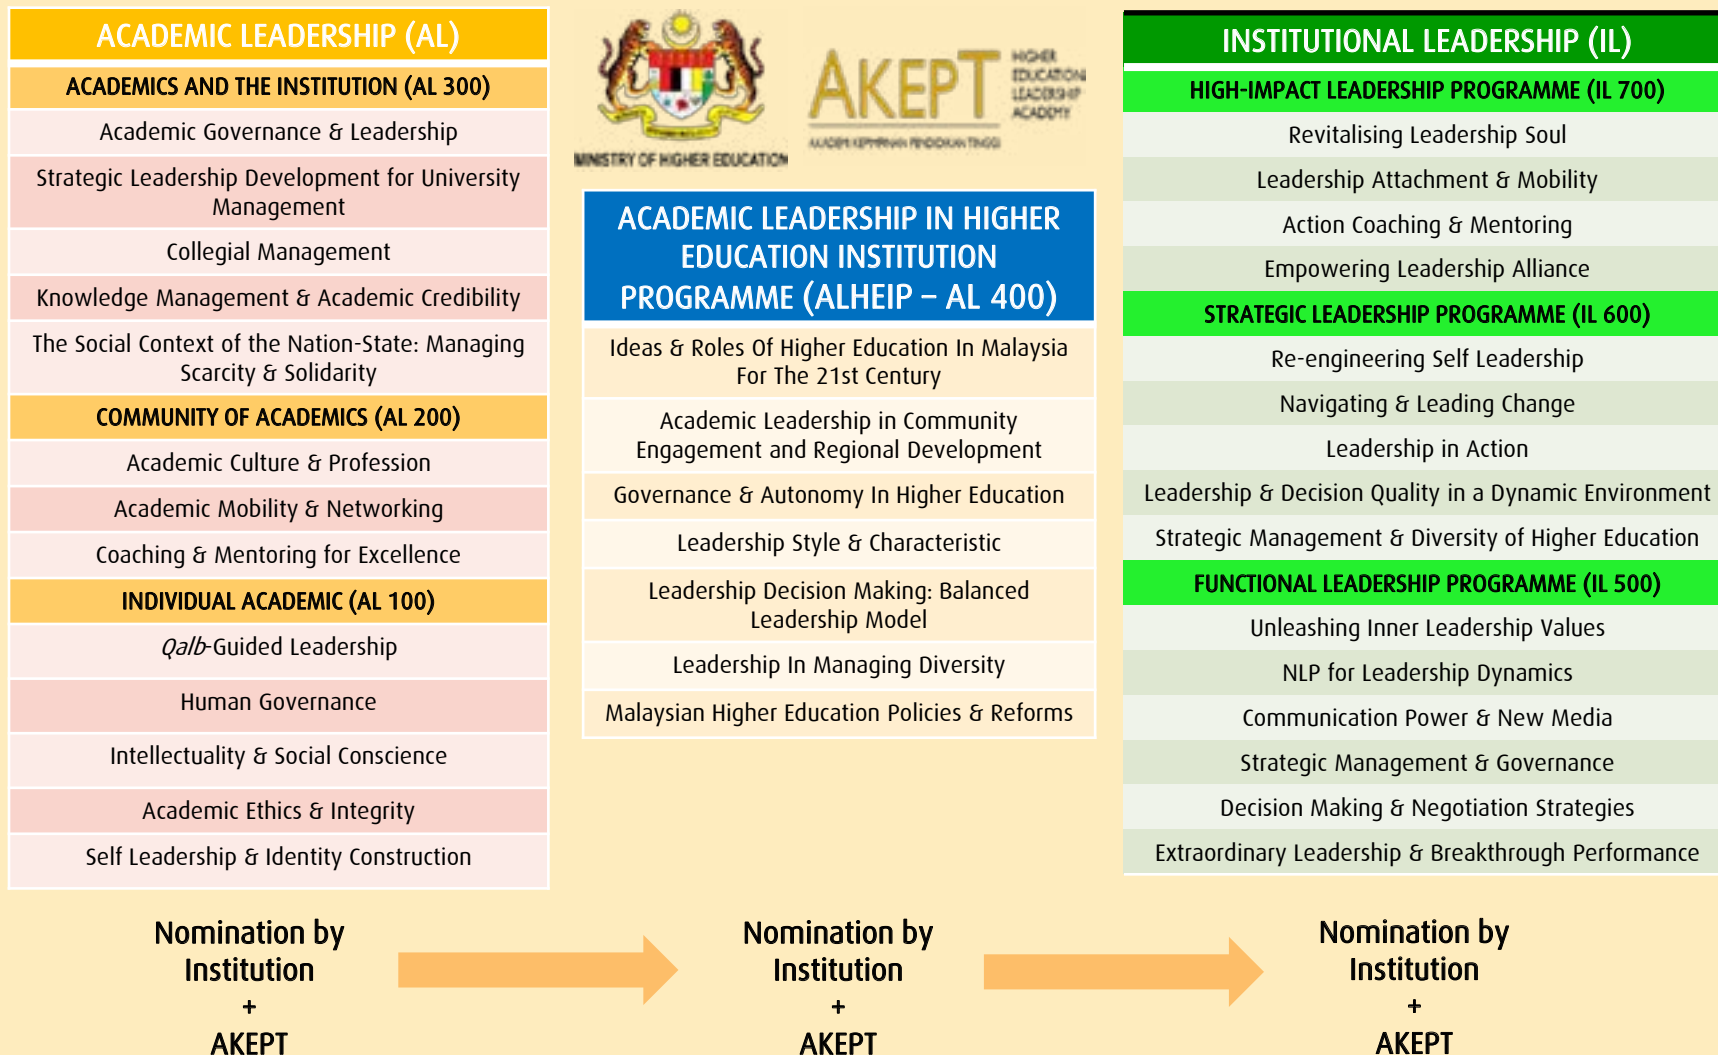 ACADEMIC LEADERSHIP (AL)
ACADEMICS AND THE INSTITUTION (AL 300)
Academic Governance & Leadership
Strategic Leadership Development for University
Management
Collegial Management
Knowledge Management & Academic Credibility
The Social Context of the Nation-State: Managing
Scarcity & Solidarity
COMMUNITY OF ACADEMICS (AL 200)
Academic Culture & Profession
Academic Mobility & Networking
Coaching & Mentoring for Excellence
INDIVIDUAL ACADEMIC (AL 100)
Qalb-Guided Leadership
Human Governance
Intellectuality & Social Conscience
Academic Ethics & Integrity
Self Leadership & Identity Construction
MINISTRY OF HIGHER EDUCATION
AKEPT
HIGHER
EDUCATION
LEADERSHIP
ACADEMY
AKADEMI KEPIMPINAN PENDIDIKAN TINGGI
ACADEMIC LEADERSHIP IN HIGHER
EDUCATION INSTITUTION
PROGRAMME (ALHEIP – AL 400)
Ideas & Roles Of Higher Education In Malaysia
For The 21st Century
Academic Leadership in Community
Engagement and Regional Development
Governance & Autonomy In Higher Education
Leadership Style & Characteristic
Leadership Decision Making: Balanced
Leadership Model
Leadership In Managing Diversity
Malaysian Higher Education Policies & Reforms
INSTITUTIONAL LEADERSHIP (IL)
HIGH-IMPACT LEADERSHIP PROGRAMME (IL 700)
Revitalising Leadership Soul
Leadership Attachment & Mobility
Action Coaching & Mentoring
Empowering Leadership Alliance
STRATEGIC LEADERSHIP PROGRAMME (IL 600)
Re-engineering Self Leadership
Navigating & Leading Change
Leadership in Action
Leadership & Decision Quality in a Dynamic Environment
Strategic Management & Diversity of Higher Education
FUNCTIONAL LEADERSHIP PROGRAMME (IL 500)
Unleashing Inner Leadership Values
NLP for Leadership Dynamics
Communication Power & New Media
Strategic Management & Governance
Decision Making & Negotiation Strategies
Extraordinary Leadership & Breakthrough Performance
Nomination by
Institution
+
AKEPT
Nomination by
Institution
+
AKEPT
Nomination by
Institution
+
AKEPT